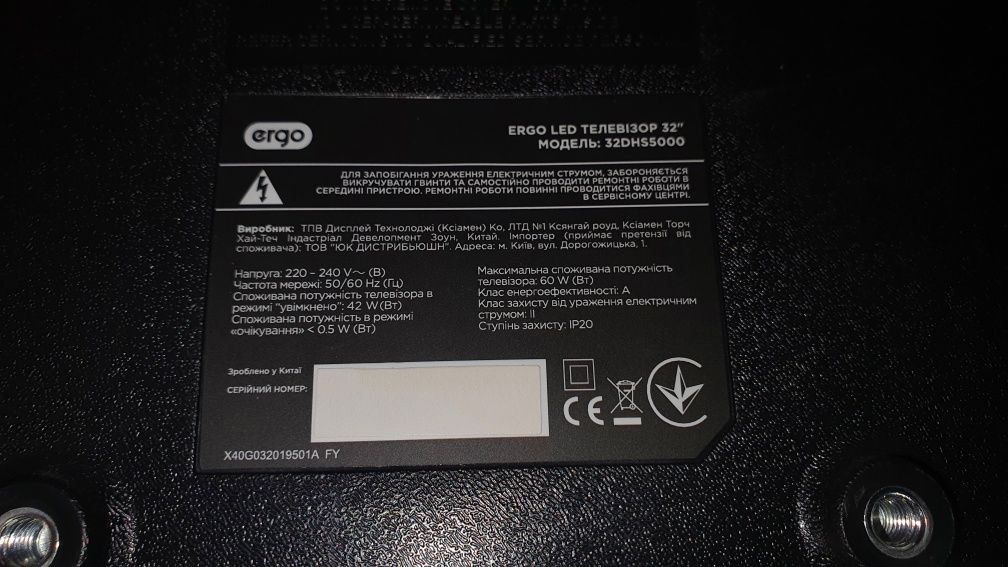 ergo
ERGO LED ТЕЛЕВІЗОР 32"
МОДЕЛЬ: 32DHS5000
ДЛЯ ЗАПОБІГАННЯ УРАЖЕННЯ ЕЛЕКТРИЧНИМ СТРУМОМ, ЗАБОРОНЯЄТЬСЯ
ВИКРУЧУВАТИ ГВИНТИ ТА САМОСТІЙНО ПРОВОДИТИ РЕМОНТНІ РОБОТИ В
СЕРЕДИНІ ПРИСТРОЮ. РЕМОНТНІ РОБОТИ ПОВИННІ ПРОВОДИТИСЯ ФАХІВЦЯМИ
В СЕРВІСНОМУ ЦЕНТРІ.
Виробник: ТПВ Дисплей Технолоджі (Ксіамен) Ко, ЛТД №1 Ксянгай роуд, Ксіамен Торч
Хай-Теч Індастріал Девелопмент Зоун, Китай. Імпортер (приймає претензії від
споживача): ТОВ "ЮК ДИСТРИБЬЮШН". Адреса: м. Київ, вул. Дорогожицька, 1.
Напруга: 220 - 240 V~ (В)
Частота мережі: 50/60 Hz (Гц)
Споживана потужність телевізора в
режимі "увімкнено": 42 W(Вт)
Споживана потужність в режимі
«очікування» < 0.5 W (Вт)
Максимальна споживана потужність
телевізора: 60 W (Вт)
Клас енергоефективності: А
Клас захисту від ураження електричним
струмом: II
Ступінь захисту: IP20
Зроблено у Китаї
СЕРІЙНИЙ НОМЕР:
CE
X40G032019501A FY